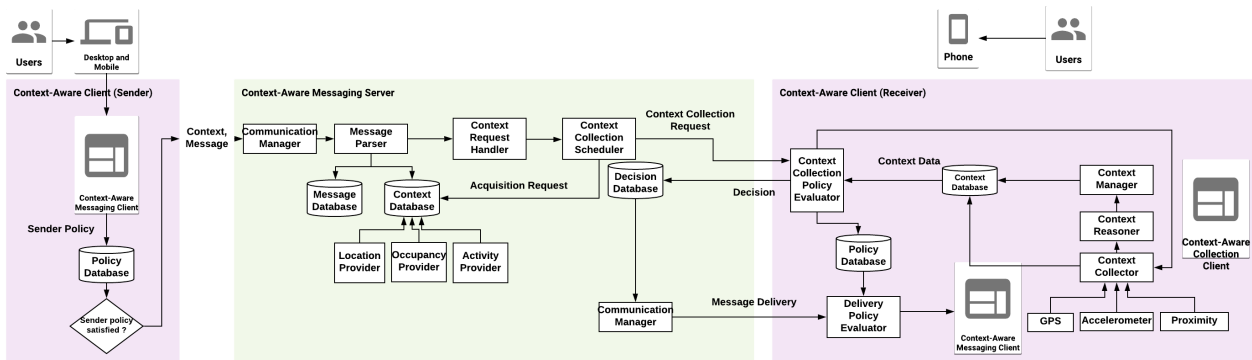 Users
Desktop and
Mobile
Phone
Users
Context-Aware Client (Sender)
Context-Aware
Messaging Client
Sender Policy
Policy
Database
Sender policy
satisfied ?
Context,
Message
Context-Aware Messaging Server
Communication
Manager
Message
Parser
Context
Request
Handler
Context
Collection
Scheduler
Context Collection
Request
Message
Database
Context
Database
Acquisition Request
Decision
Database
Decision
Location
Provider
Occupancy
Provider
Activity
Provider
Communication
Manager
Message Delivery
Context-Aware Client (Receiver)
Context
Collection
Policy
Evaluator
Context Data
Context
Database
Context
Manager
Context
Reasoner
Context
Collector
Context-Aware
Collection
Client
Policy
Database
Delivery
Policy
Evaluator
Context-Aware
Messaging Client
GPS
Accelerometer
Proximity